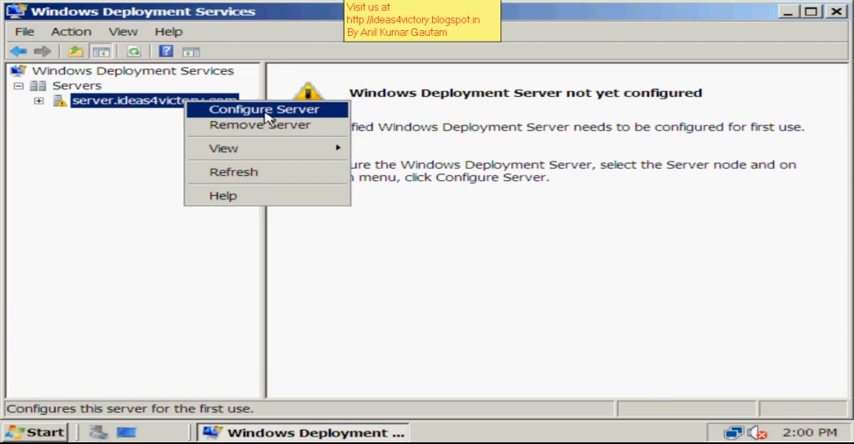 Windows Deployment Services
Visit us at
http://ideas4victory.blogspot.in
By Anil Kumar Gautam
File Action View Help
Windows Deployment Services
Servers
server.ideas4victory.com
Configure Server
Remove Server
View
Refresh
Help
Windows Deployment Server not yet configured
fied Windows Deployment Server needs to be configured for first use.
ure the Windows Deployment Server, select the Server node and on
menu, click Configure Server.
Configures this server for the first use.
Start
Windows Deployment ...
2:00 PM